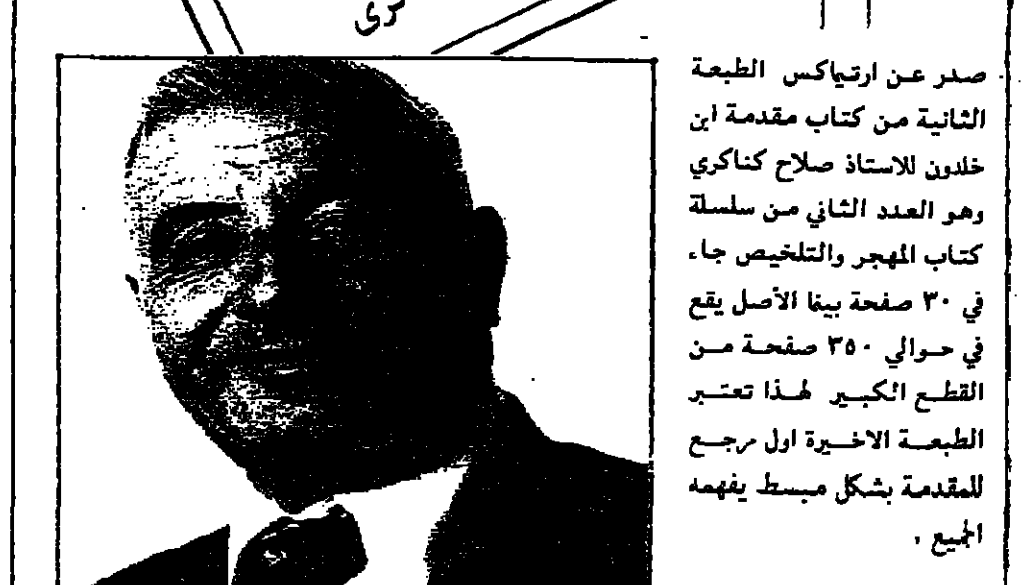 كرى
صدر عن ارتياكس الطبعة
الثانية من كتاب مقدمة ابن
خلدون للاستاذ صلاح كناكري
وهو العدد الثاني من سلسلة
كتاب المهجر والتلخيص جاء
في ٣٠ صفحة بينما الأصل يقع
في حوالي ٣٥٠ صفحة من
القطع الكبير لهذا تعتبر
الطبعة الاخيرة اول مرجع
للمقدمة بشكل مبسط يفهمه
الجميع .